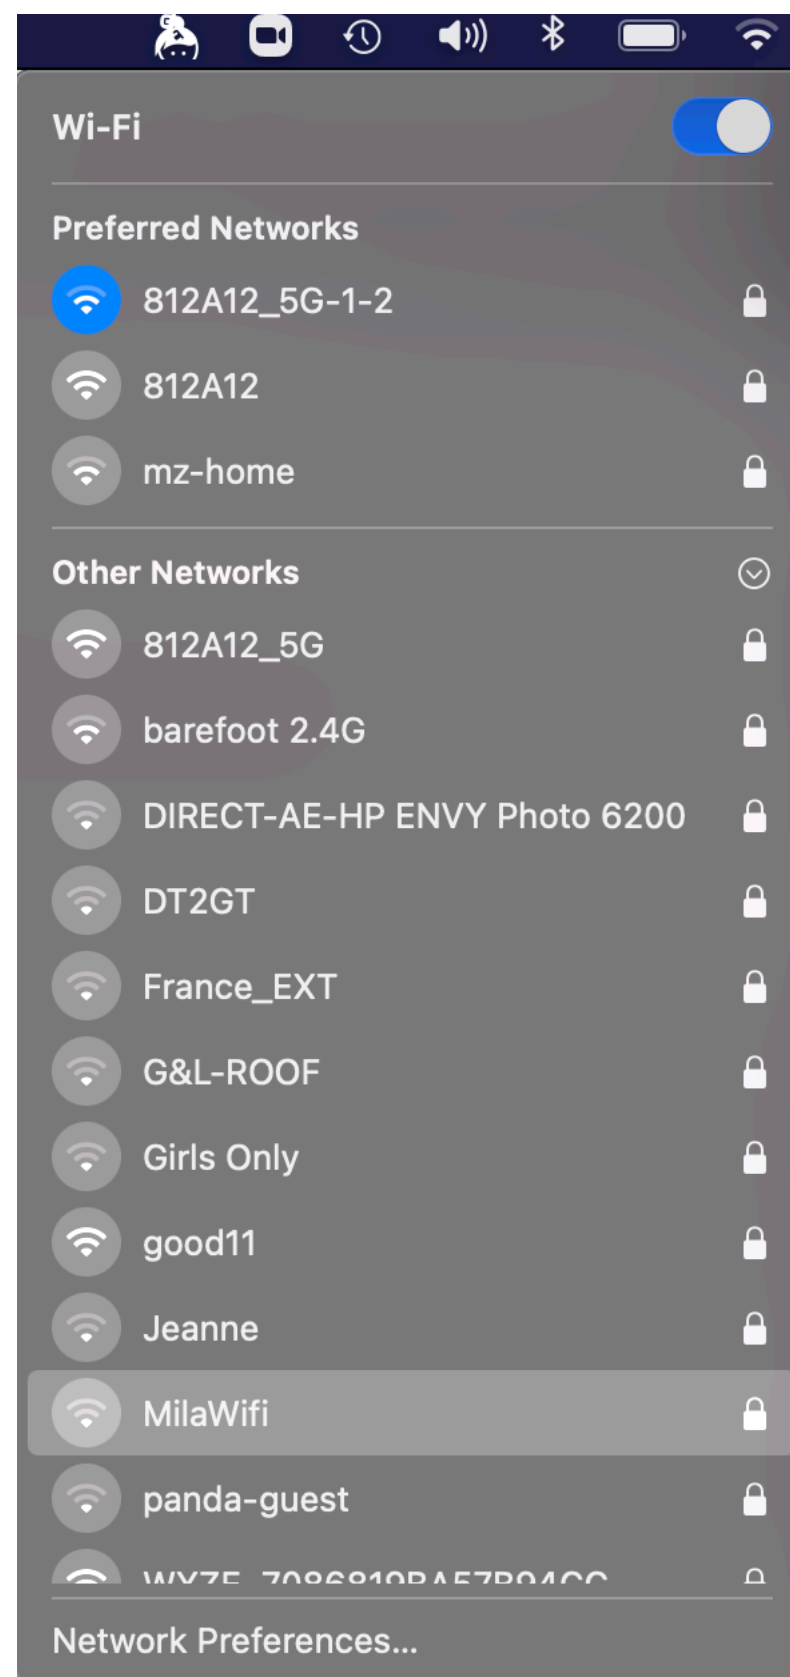 Wi-Fi
Preferred Networks
812A12_5G-1-2
812A12
mz-home
Other Networks
812A12_5G
barefoot 2.4G
DIRECT-AE-HP ENVY Photo 6200
DT2GT
France_EXT
G&L-ROOF
Girls Only
good11
Jeanne
MilaWifi
panda-guest
Network Preferences...